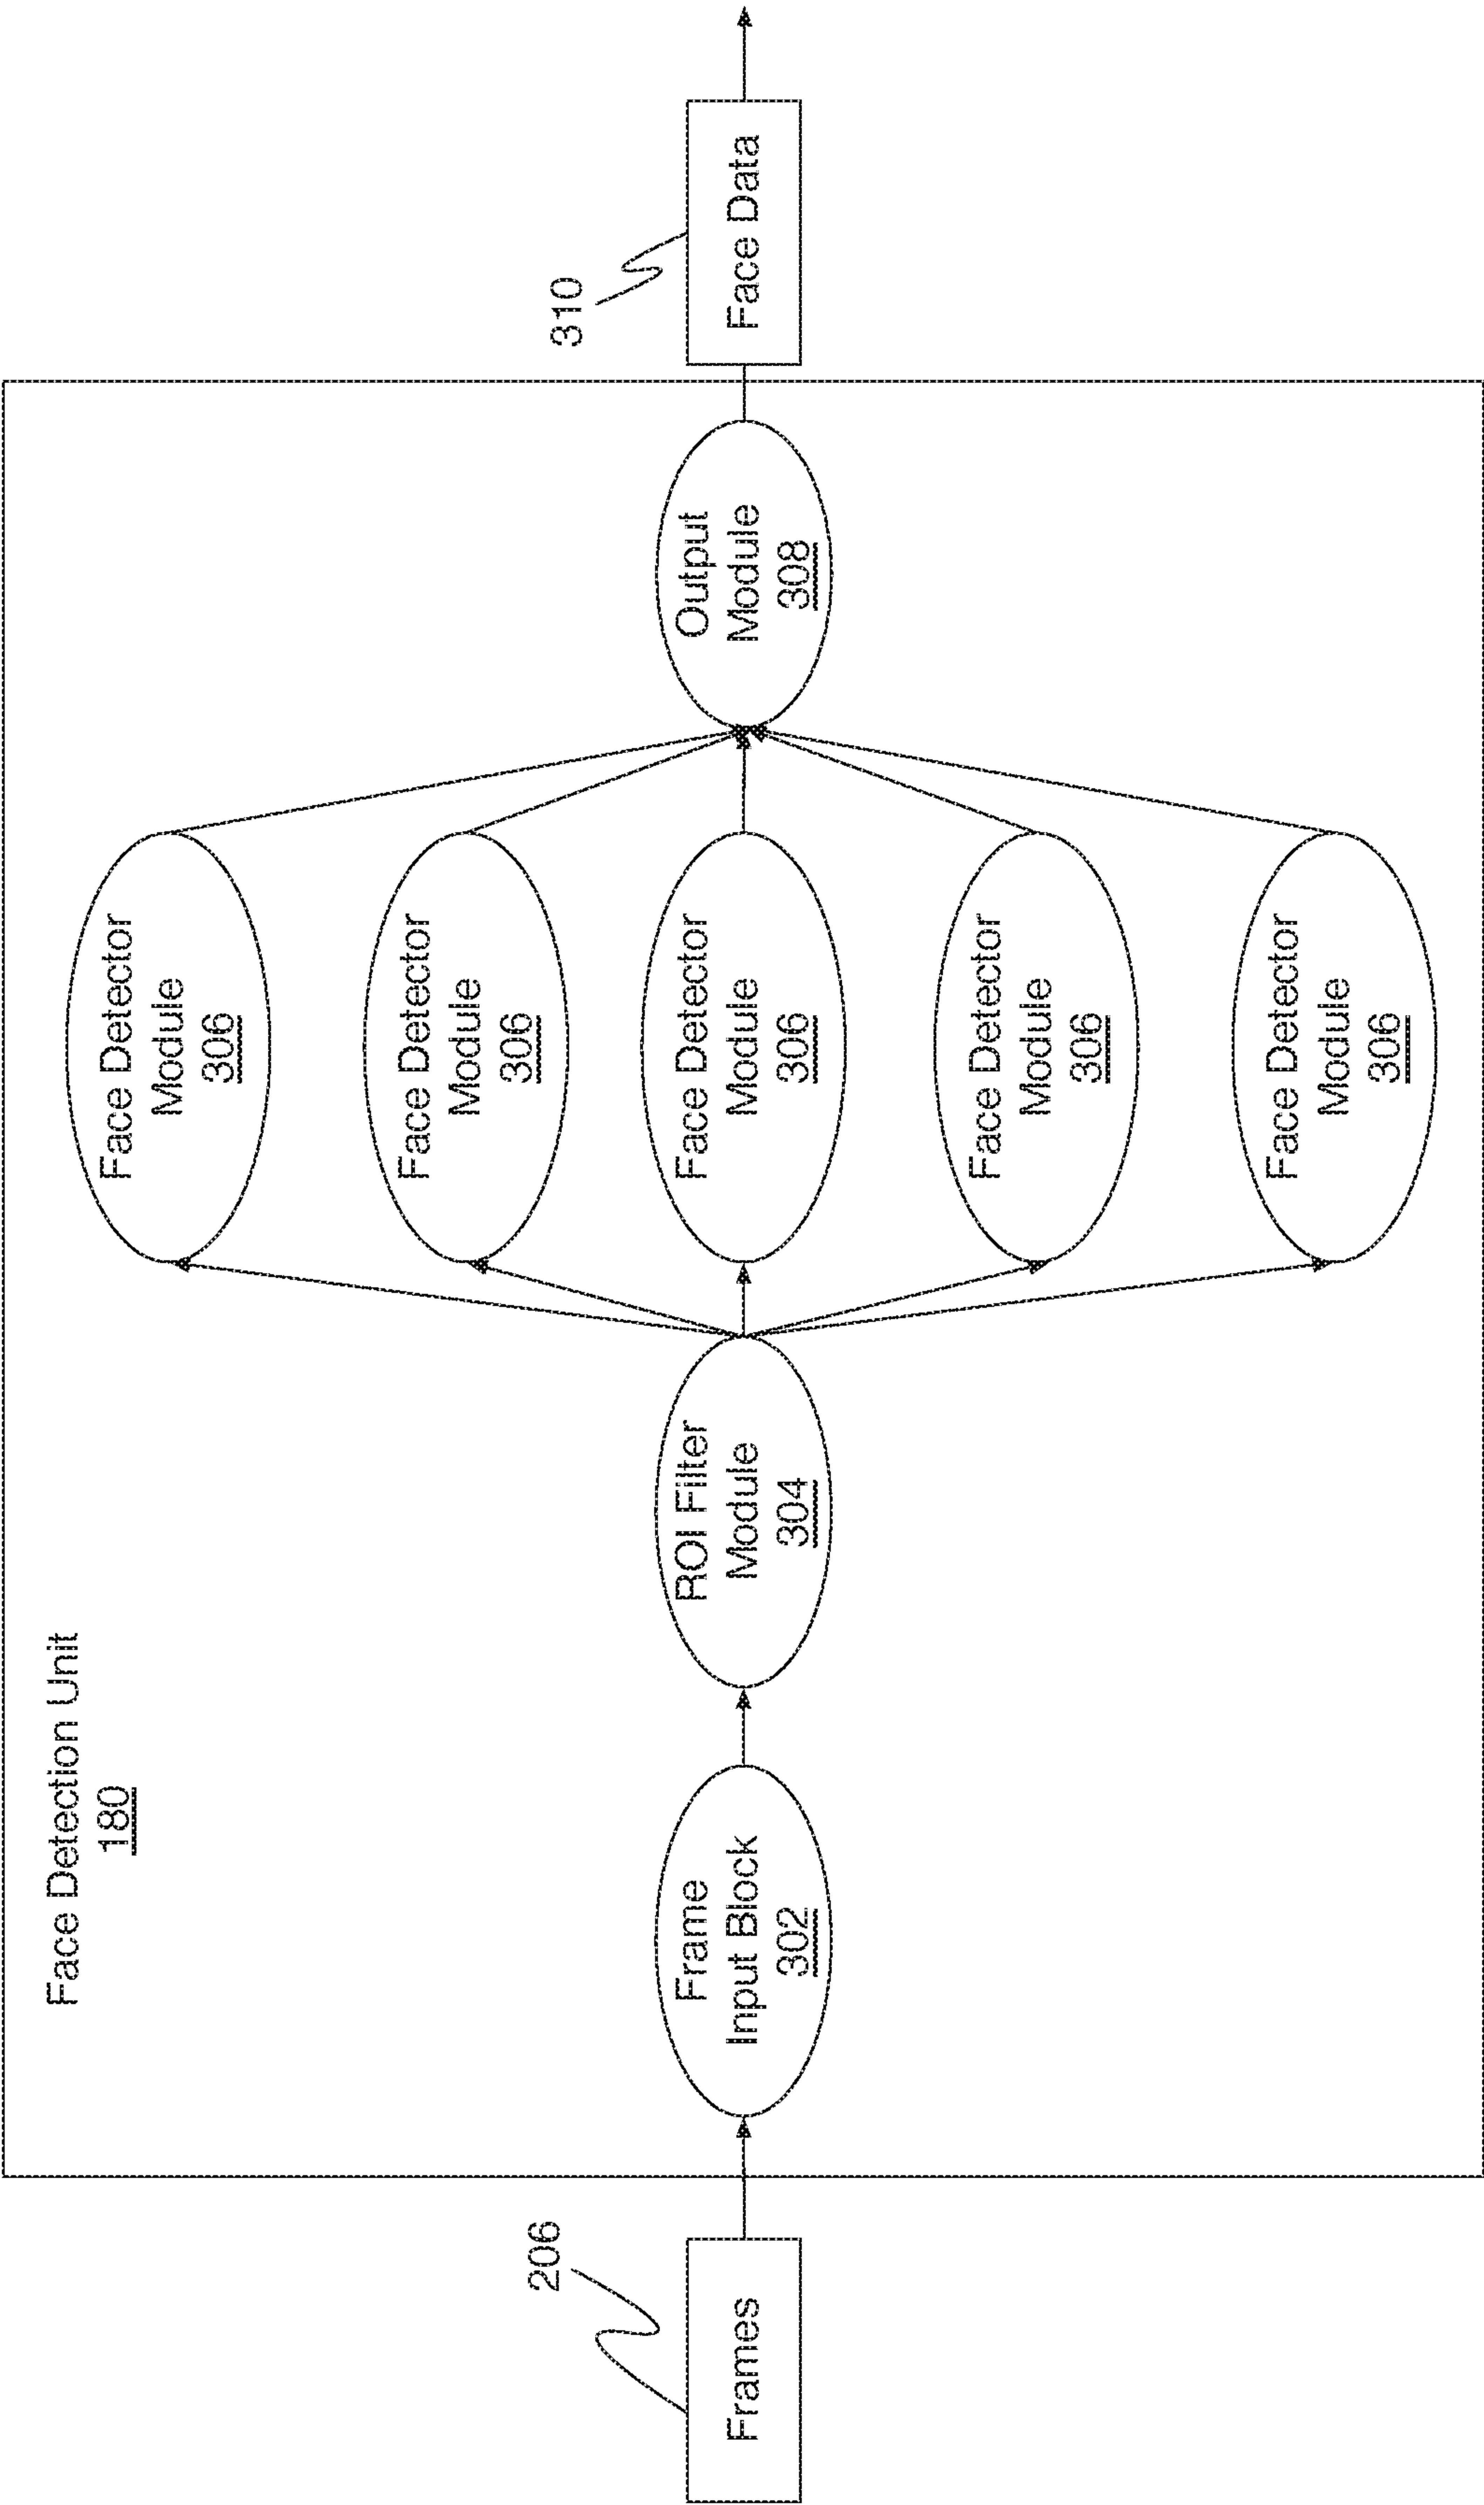 Face Detection Unit
180
206
Frames
Frame
Input Block
302
ROI Filter
Module
304
Face Detector
Module
306
Face Detector
Module
306
Face Detector
Module
306
Face Detector
Module
306
Face Detector
Module
306
Output
Module
308
310
Face Data